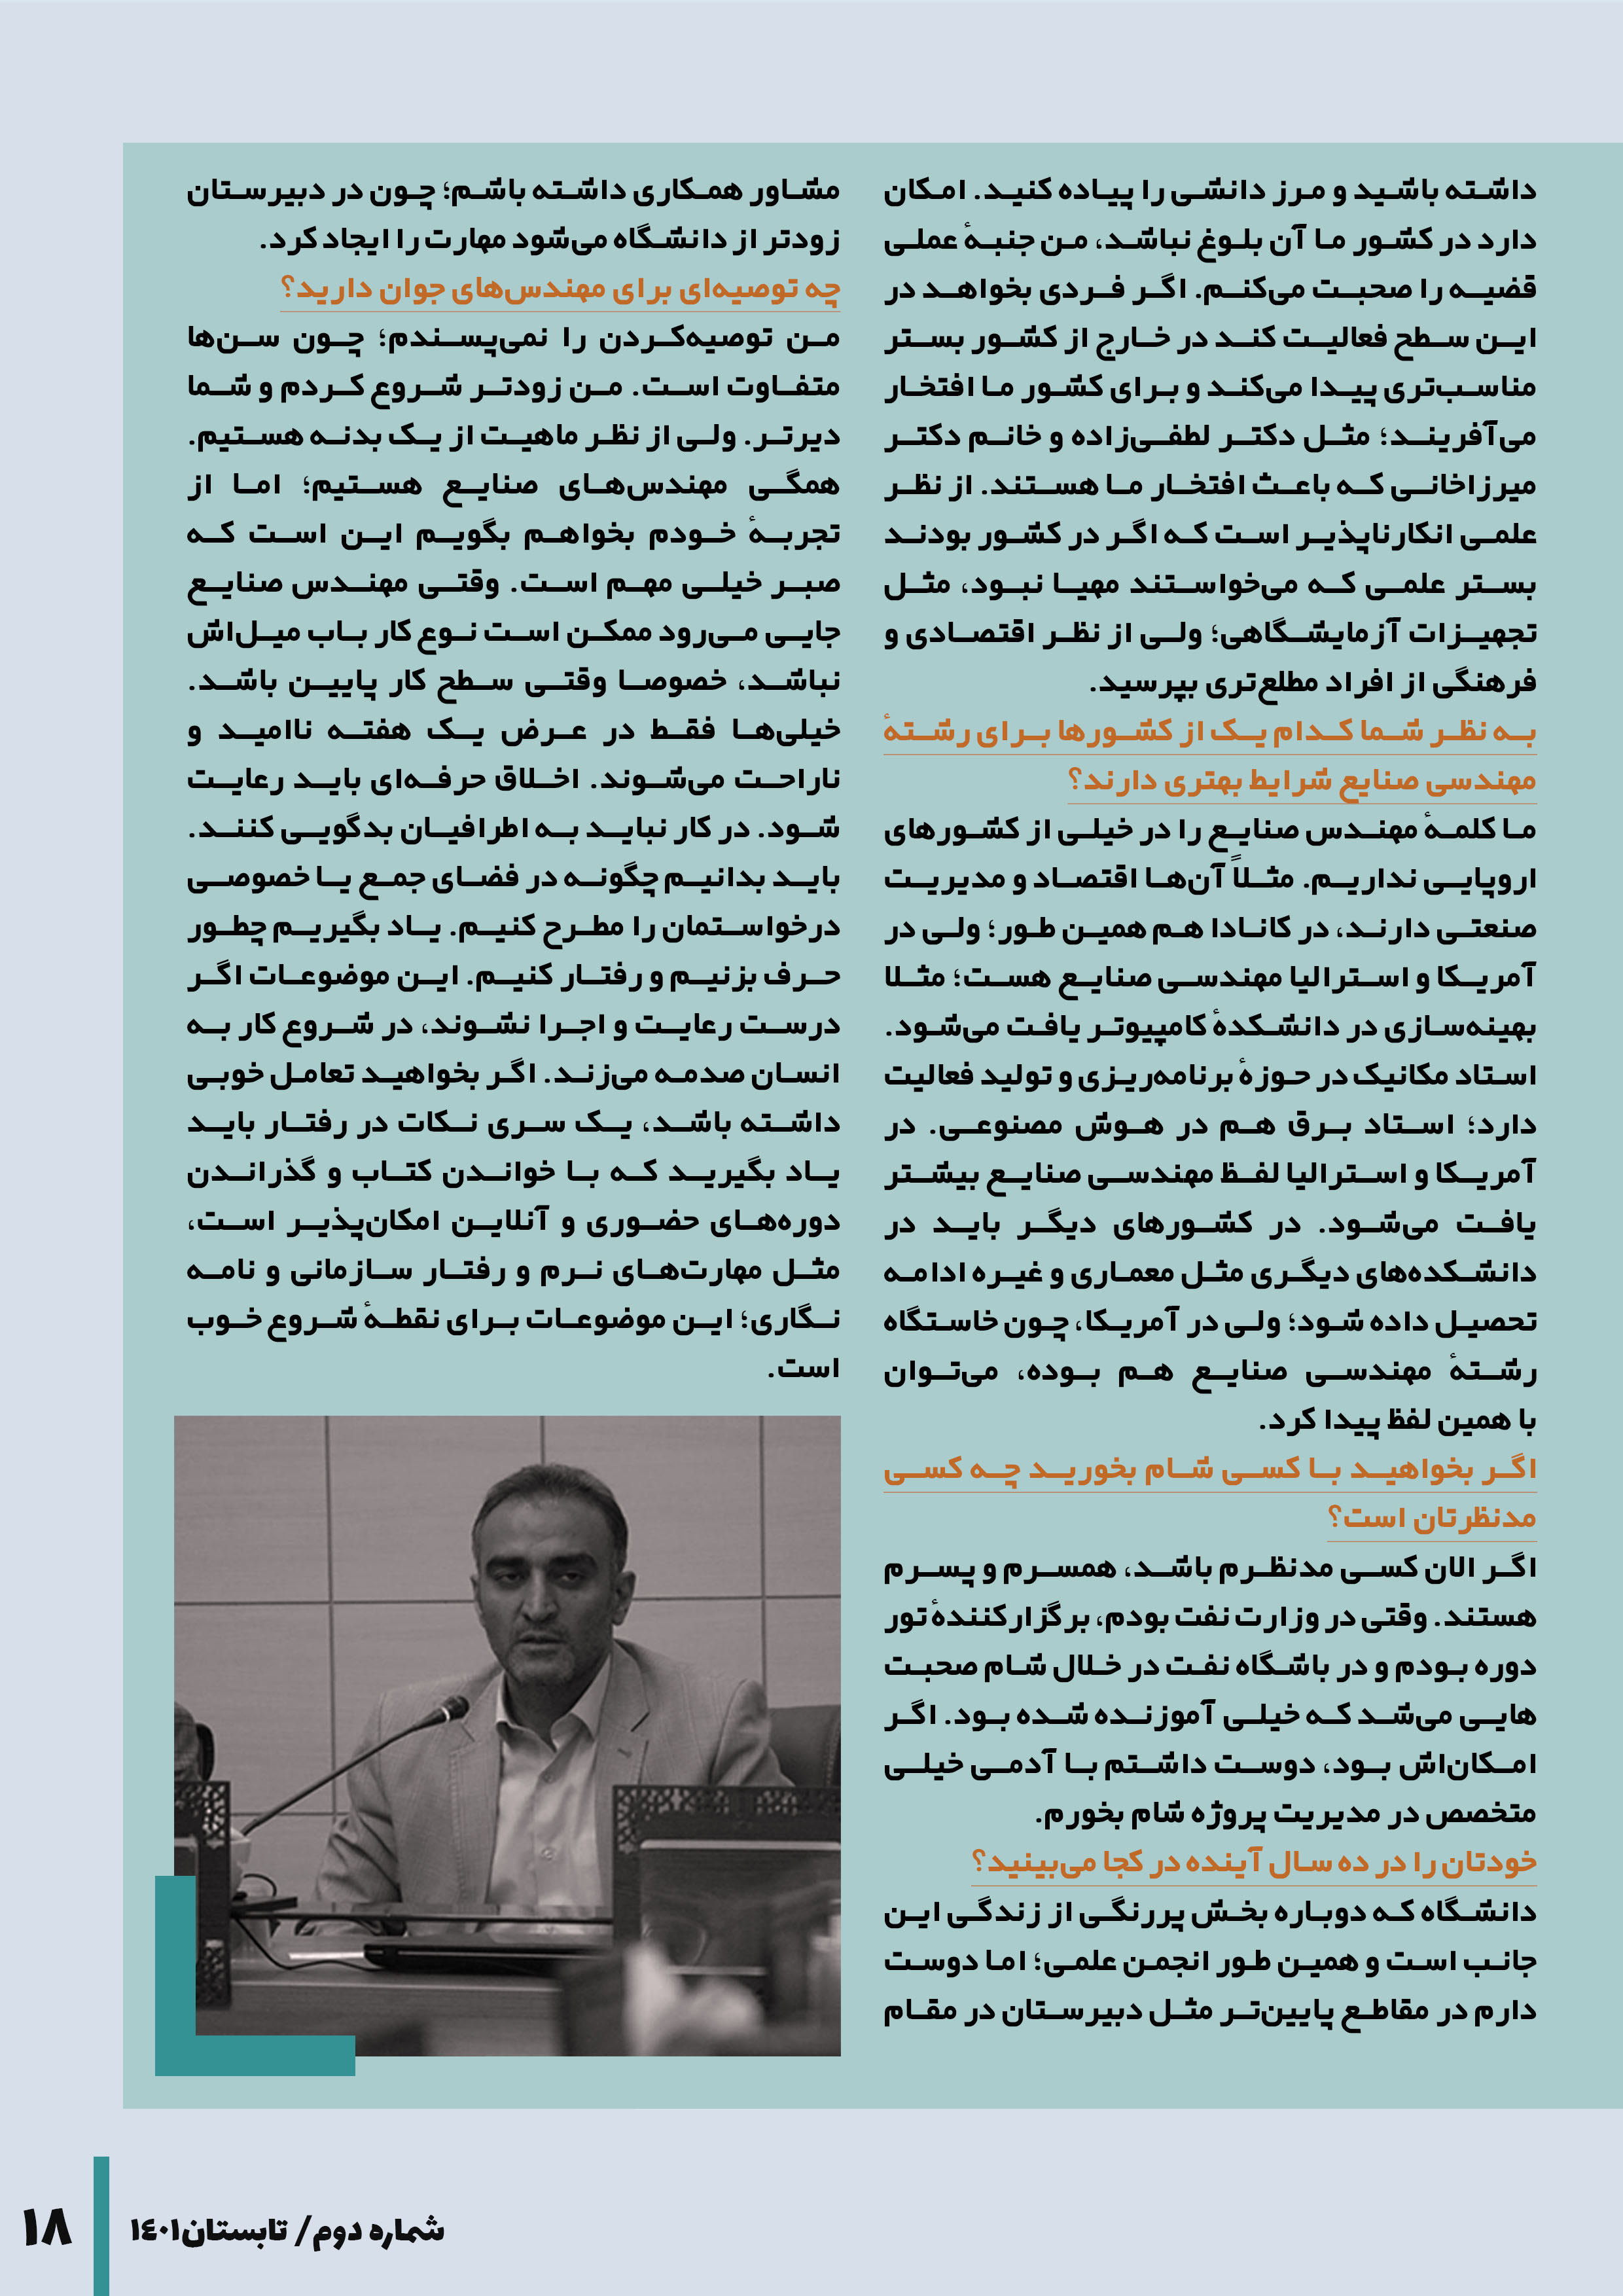 داشته باشید و مرز دانشی را پیاده کنید. امکان
دارد در کشور ما آن بلوغ نباشد، من جنبهٔ عملی
قضیه را صحبت می‌کنم. اگر فردی بخواهد در
این سطح فعالیت کند در خارج از کشور بستر
مناسب‌تری پیدا می‌کند و برای کشور ما افتخار
می‌آفریند؛ مثل دکتر لطفی‌زاده و خانم دکتر
میرزاخانی که باعث افتخار ما هستند. از نظر
علمی انکارناپذیر است که اگر در کشور بودند
بستر علمی که می‌خواستند مهیا نبود، مثل
تجهیزات آزمایشگاهی؛ ولی از نظر اقتصادی و
فرهنگی از افراد مطلع‌تری بپرسید.
به نظر شما کدام یک از کشورها برای رشتهٔ
مهندسی صنایع شرایط بهتری دارند؟
ما کلمهٔ مهندس صنایع را در خیلی از کشورهای
اروپایی نداریم. مثلاً آن‌ها اقتصاد و مدیریت
صنعتی دارند، در کانادا هم همین طور؛ ولی در
آمریکا و استرالیا مهندسی صنایع هست؛ مثلا
بهینه‌سازی در دانشکدهٔ کامپیوتر یافت می‌شود.
استاد مکانیک در حوزهٔ برنامه‌ریزی و تولید فعالیت
دارد؛ استاد برق هم در هوش مصنوعی. در
آمریکا و استرالیا لفظ مهندسی صنایع بیشتر
یافت می‌شود. در کشورهای دیگر باید در
دانشکده‌های دیگری مثل معماری و غیره ادامه
تحصیل داده شود؛ ولی در آمریکا، چون خاستگاه
رشتهٔ مهندسی صنایع هم بوده، می‌توان
با همین لفظ پیدا کرد.
اگر بخواهید با کسی شام بخورید چه کسی
مدنظرتان است؟
اگر الان کسی مدنظرم باشد، همسرم و پسرم
هستند. وقتی در وزارت نفت بودم، برگزارکنندهٔ تور
دوره بودم و در باشگاه نفت در خلال شام صحبت
هایی می‌شد که خیلی آموزنده شده بود. اگر
امکان‌اش بود، دوست داشتم با آدمی خیلی
متخصص در مدیریت پروژه شام بخورم.
خودتان را در ده سال آینده در کجا می‌بینید؟
دانشگاه که دوباره بخش پررنگی از زندگی این
جانب است و همین طور انجمن علمی؛ اما دوست
دارم در مقاطع پایین‌تر مثل دبیرستان در مقام
مشاور همکاری داشته باشم؛ چون در دبیرستان
زودتر از دانشگاه می‌شود مهارت را ایجاد کرد.
چه توصیه‌ای برای مهندس‌های جوان دارید؟
من توصیه‌کردن را نمی‌پسندم؛ چون سن‌ها
متفاوت است. من زودتر شروع کردم و شما
دیرتر. ولی از نظر ماهیت از یک بدنه هستیم.
همگی مهندس‌های صنایع هستیم؛ اما از
تجربهٔ خودم بخواهم بگویم این است که
صبر خیلی مهم است. وقتی مهندس صنایع
جایی می‌رود ممکن است نوع کار باب میل‌اش
نباشد، خصوصا وقتی سطح کار پایین باشد.
خیلی‌ها فقط در عرض یک هفته ناامید و
ناراحت می‌شوند. اخلاق حرفه‌ای باید رعایت
شود. در کار نباید به اطرافیان بدگویی کنند.
باید بدانیم چگونه در فضای جمع یا خصوصی
درخواستمان را مطرح کنیم. یاد بگیریم چطور
حرف بزنیم و رفتار کنیم. این موضوعات اگر
درست رعایت و اجرا نشوند، در شروع کار به
انسان صدمه می‌زند. اگر بخواهید تعامل خوبی
داشته باشد، یک سری نکات در رفتار باید
یاد بگیرید که با خواندن کتاب و گذراندن
دوره‌های حضوری و آنلاین امکان‌پذیر است،
مثل مهارت‌های نرم و رفتار سازمانی و نامه
نگاری؛ این موضوعات برای نقطهٔ شروع خوب
است.
شماره دوم/ تابستان۱۴۰۱
۱۸